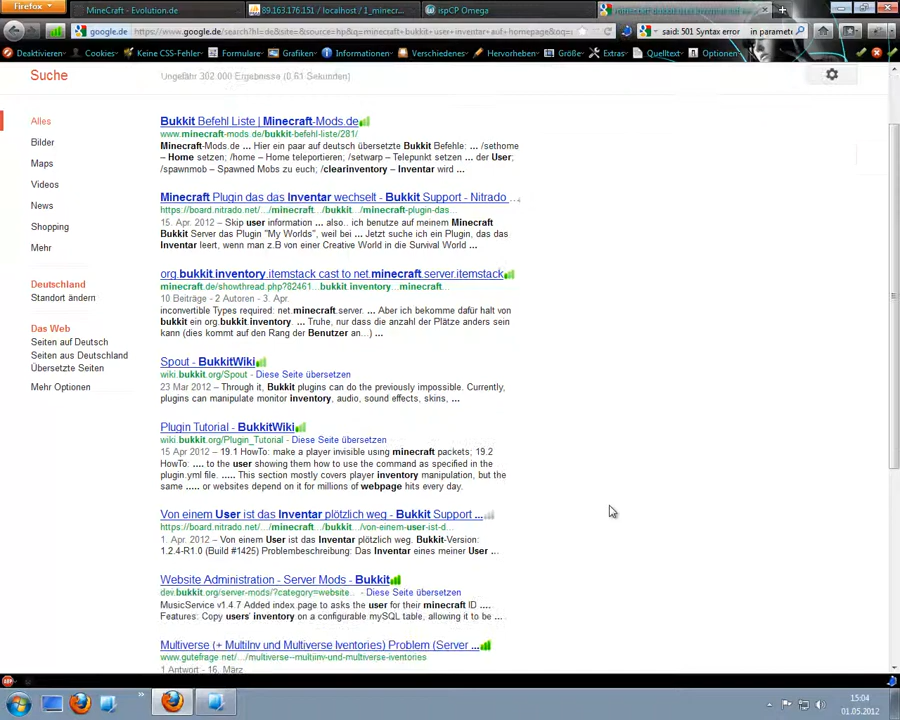 Firefox
MineCraft - Evolution.de
89.163.176.151 / localhost / 1_minecr...
ispCP Omega
google.de
https://www.google.de/search?hl=de&site=&source=hp&q=minecraft+bukkit+user+inventar+auf+homepage&oq=
said: 501 Syntax error in paramete
Deaktivieren
Cookies
Keine CSS-Fehler
Formulare
Grafiken
Informationen
Verschiedenes
Hervorheben
Größe
Extras
Quelltext
Optionen
Suche
Ungefähr 302.000 Ergebnisse (0.61 Sekunden)
Alles
Bilder
Maps
Videos
News
Shopping
Mehr
Deutschland
Standort ändern
Das Web
Seiten auf Deutsch
Seiten aus Deutschland
Übersetzte Seiten
Mehr Optionen
Bukkit Befehl Liste | Minecraft-Mods.de
www.minecraft-mods.de/bukkit-befehl-liste/281/
Minecraft-Mods.de ... Hier ein paar auf deutsch übersetzte Bukkit Befehle: ... /sethome
– Home setzen; /home – Home teleportieren; /setwarp – Telepunkt setzen ... der User;
/spawnmob – Spawned Mobs zu euch; /clearinventory – Inventar wird ...
Minecraft Plugin das das Inventar wechselt - Bukkit Support - Nitrado ...
https://board.nitrado.net/.../minecraft.../bukkit.../minecraft-plugin-das...
15. Apr. 2012 – Skip user information ... also.. ich benutze auf meinem Minecraft
Bukkit Server das Plugin "My Worlds", weil bei ... Jetzt suche ich ein Plugin, das das
Inventar leert, wenn man z.B von einer Creative World in die Survival World ...
org.bukkit.inventory.itemstack cast to net.minecraft.server.itemstack
minecraft.de/showthread.php?82461...bukkit inventory...minecraft...
10 Beiträge - 2 Autoren - 3. Apr.
inconvertible Types required: net.minecraft.server. ... Aber ich bekomme dafür halt von
bukkit ein org.bukkit.inventory. ... Truhe, nur dass die anzahl der Plätze anders sein
kann (dies kommt auf den Rang der Benutzer an...) ...
Spout - BukkitWiki
wiki.bukkit.org/Spout - Diese Seite übersetzen
23 Mar 2012 – Through it, Bukkit plugins can do the previously impossible. Currently,
plugins can manipulate monitor inventory, audio, sound effects, skins, ...
Plugin Tutorial - BukkitWiki
wiki.bukkit.org/Plugin_Tutorial - Diese Seite übersetzen
15 Apr 2012 – 19.1 HowTo: make a player invisible using minecraft packets; 19.2
HowTo: .... to the user showing them how to use the command as specified in the
plugin.yml file. ..... This section mostly covers player inventory manipulation, but the
same ..... or websites depend on it for millions of webpage hits every day.
Von einem User ist das Inventar plötzlich weg - Bukkit Support ...
https://board.nitrado.net/.../minecraft.../bukkit.../von-einem-user-ist-d...
1. Apr. 2012 – Von einem User ist das Inventar plötzlich weg. Bukkit-Version:
1.2.4-R1.0 (Build #1425) Problembeschreibung: Das Inventar eines meiner User ...
Website Administration - Server Mods - Bukkit
dev.bukkit.org/server-mods/?category=website... - Diese Seite übersetzen
MusicService v1.4.7 Added index page to asks the user for their minecraft ID ....
Features: Copy users' inventory on a configurable mySQL table, allowing it to be ...
Multiverse (+ MultiInv und Multiverse Iventories) Problem (Server ...
www.gutefrage.net/.../multiverse--multiinv-und-multiverse-iventories
1 Antwort - 16. März
15:04
01.05.2012